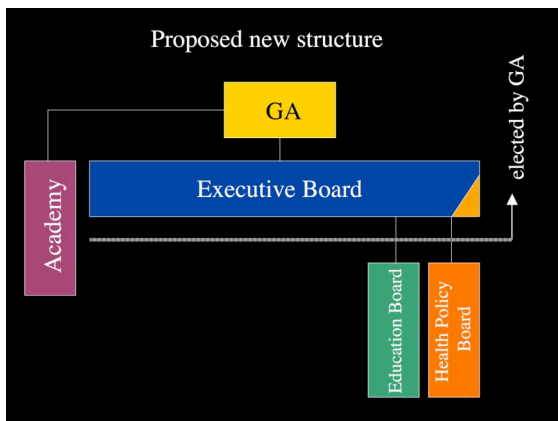 Proposed new structure
GA
elected by GA
Executive Board
Academy
Education Board
Health Policy
Board